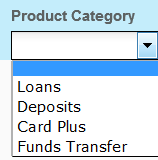 Product Category
Loans
Deposits
Card Plus
Funds Transfer